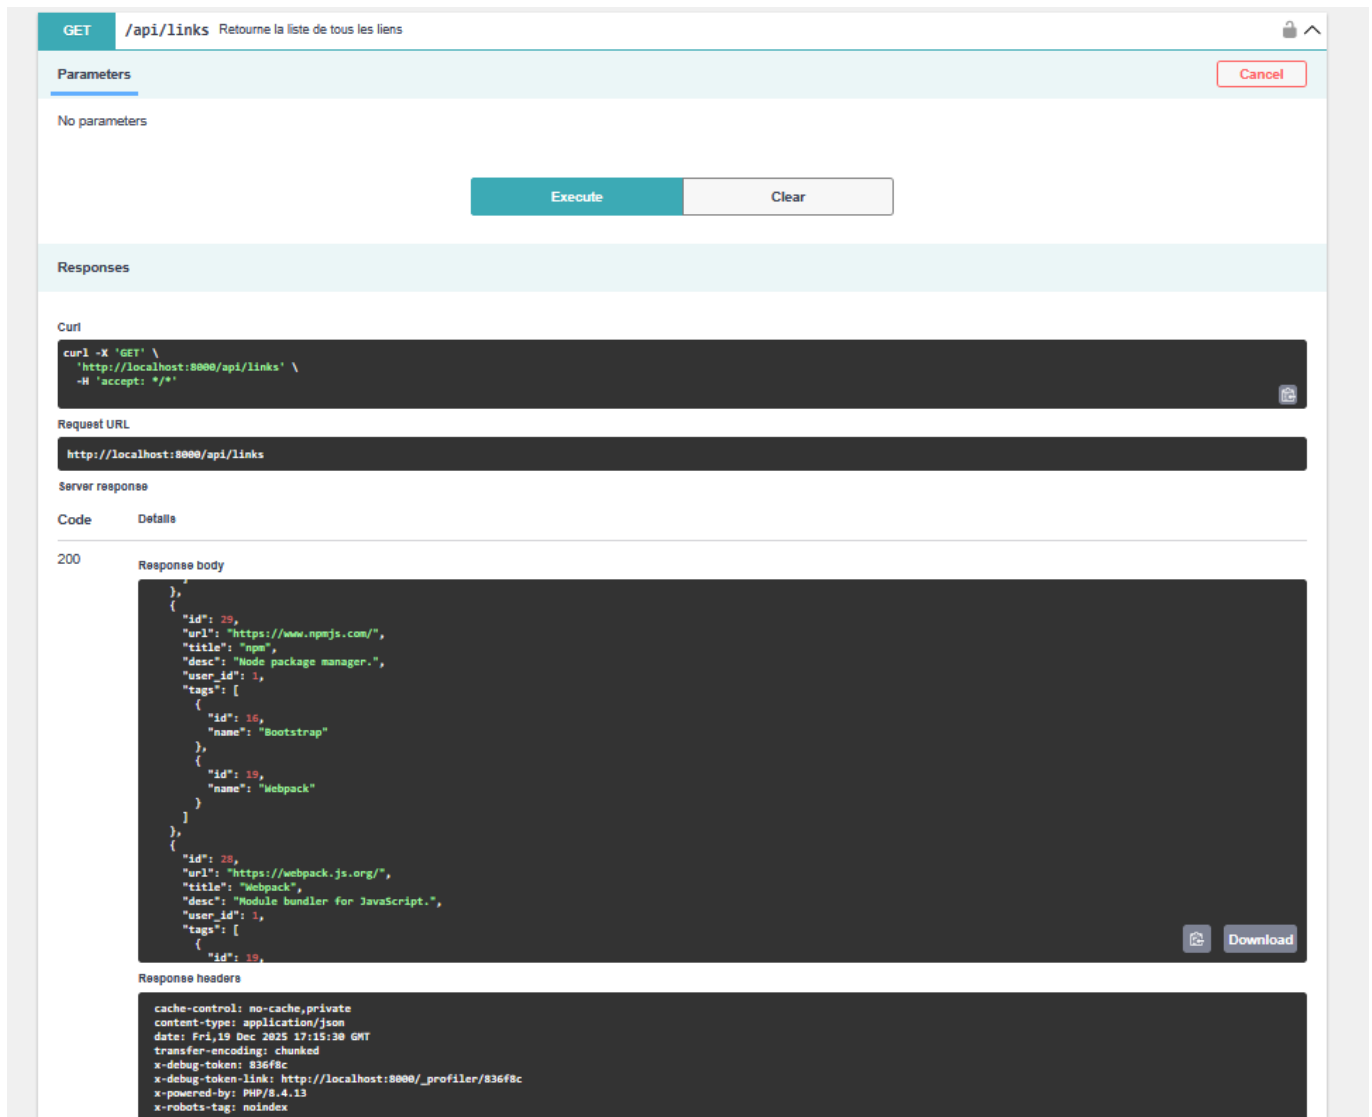 GET /api/links Retourne la liste de tous les liens
Parameters Cancel
No parameters
Execute Clear
Responses
Curl
curl -X 'GET' \
  'http://localhost:8000/api/links' \
  -H 'accept: */*'
Request URL
http://localhost:8000/api/links
Server response
Code Details
200
Response body
    ]
  },
  {
    "id": 29,
    "url": "https://www.npmjs.com/",
    "title": "npm",
    "desc": "Node package manager.",
    "user_id": 1,
    "tags": [
      {
        "id": 16,
        "name": "Bootstrap"
      },
      {
        "id": 19,
        "name": "Webpack"
      }
    ]
  },
  {
    "id": 28,
    "url": "https://webpack.js.org/",
    "title": "Webpack",
    "desc": "Module bundler for JavaScript.",
    "user_id": 1,
    "tags": [
      {
        "id": 19,
Download
Response headers
cache-control: no-cache,private
content-type: application/json
date: Fri,19 Dec 2025 17:15:30 GMT
transfer-encoding: chunked
x-debug-token: 836f8c
x-debug-token-link: http://localhost:8000/_profiler/836f8c
x-powered-by: PHP/8.4.13
x-robots-tag: noindex